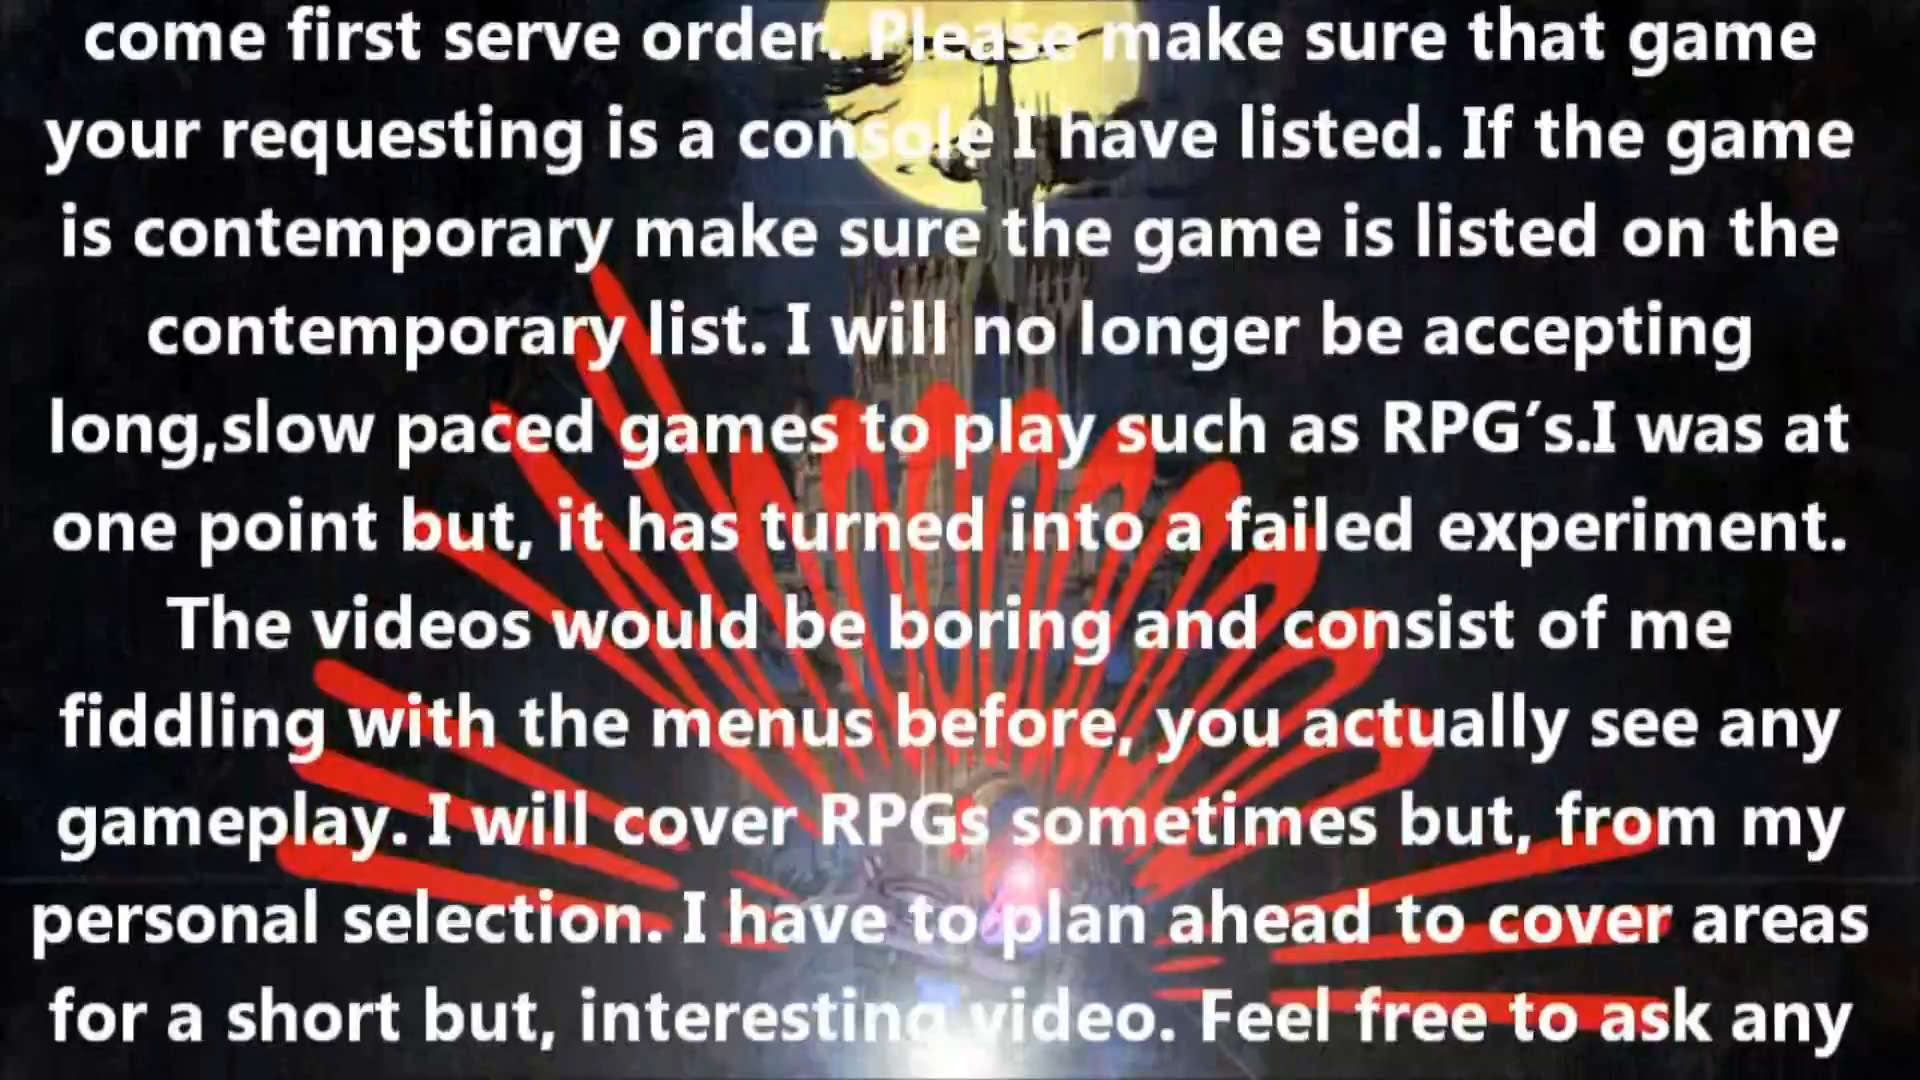 come first serve order. Please make sure that game
your requesting is a console I have listed. If the game
is contemporary make sure the game is listed on the
contemporary list. I will no longer be accepting
long,slow paced games to play such as RPG's.I was at
one point but, it has turned into a failed experiment.
The videos would be boring and consist of me
fiddling with the menus before, you actually see any
gameplay. I will cover RPGs sometimes but, from my
personal selection. I have to plan ahead to cover areas
for a short but, interesting video. Feel free to ask any